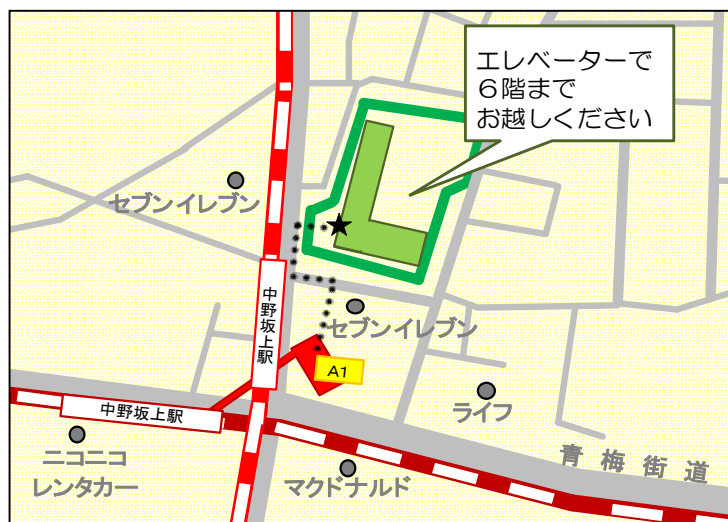 エレベーターで
６階まで
お越しください
セブンイレブン
中野坂上駅
セブンイレブン
A1
中野坂上駅
ライフ
ニコニコ
レンタカー
マクドナルド
青梅街道